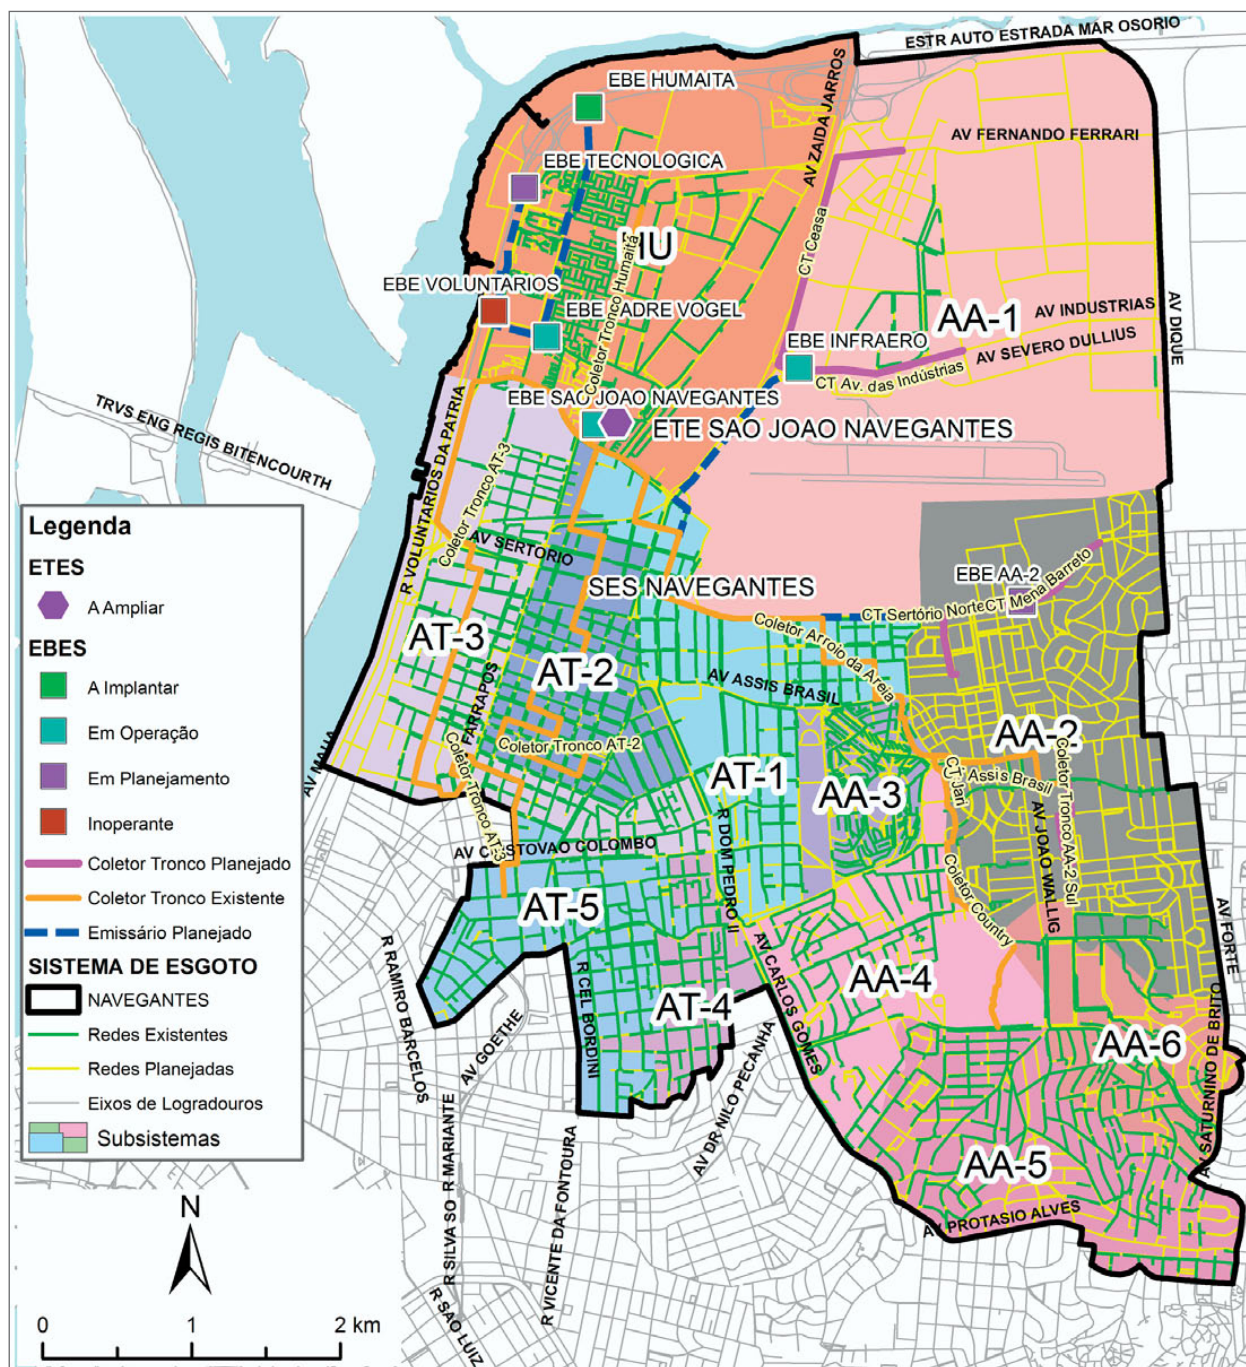 ESTR AUTO ESTRADA MAR OSORIO
EBE HUMAITA
AV ZAIDA JARROS
AV FERNANDO FERRARI
EBE TECNOLOGICA
CT Ceasa
HU
Coletor Tronco Humaitá
EBE VOLUNTARIOS
EBE PADRE VOGEL
AA-1
AV INDUSTRIAS
AV DIQUE
EBE INFRAERO
AV SEVERO DULLIUS
CT Av. das Indústrias
EBE SAO JOAO NAVEGANTES
ETE SAO JOAO NAVEGANTES
TRVS ENG REGIS BITENCOURTH
R VOLUNTARIOS DA PATRIA
Coletor Tronco AT-3
AV SERTORIO
SES NAVEGANTES
EBE AA-2
CT Sertório Norte
CT Mena Barreto
Coletor Arroio da Areia
AT-3
AT-2
FARRAPOS
AV ASSIS BRASIL
AA-2
Coletor Tronco AT-2
AV MAUA
Coletor Tronco AT-3
AT-1
AA-3
CT Jari
CT Assis Brasil
Coletor Tronco AA-2 Sul
AV JOAO WALLIG
AV CRISTOVAO COLOMBO
R DOM PEDRO II
Coletor Country
AT-5
AV FORTE
R RAMIRO BARCELOS
R CEL BORDINI
AV CARLOS GOMES
AA-4
AT-4
AV GOETHE
AA-6
AV SATURNINO DE BRITO
AV DR NILO PECANHA
AA-5
AV PROTASIO ALVES
R MARIANTE
R SILVA SO
R VICENTE DA FONTOURA
R SAO LUIZ
Legenda
ETES
A Ampliar
EBES
A Implantar
Em Operação
Em Planejamento
Inoperante
Coletor Tronco Planejado
Coletor Tronco Existente
Emissário Planejado
SISTEMA DE ESGOTO
NAVEGANTES
Redes Existentes
Redes Planejadas
Eixos de Logradouros
Subsistemas
N
0 1 2 km